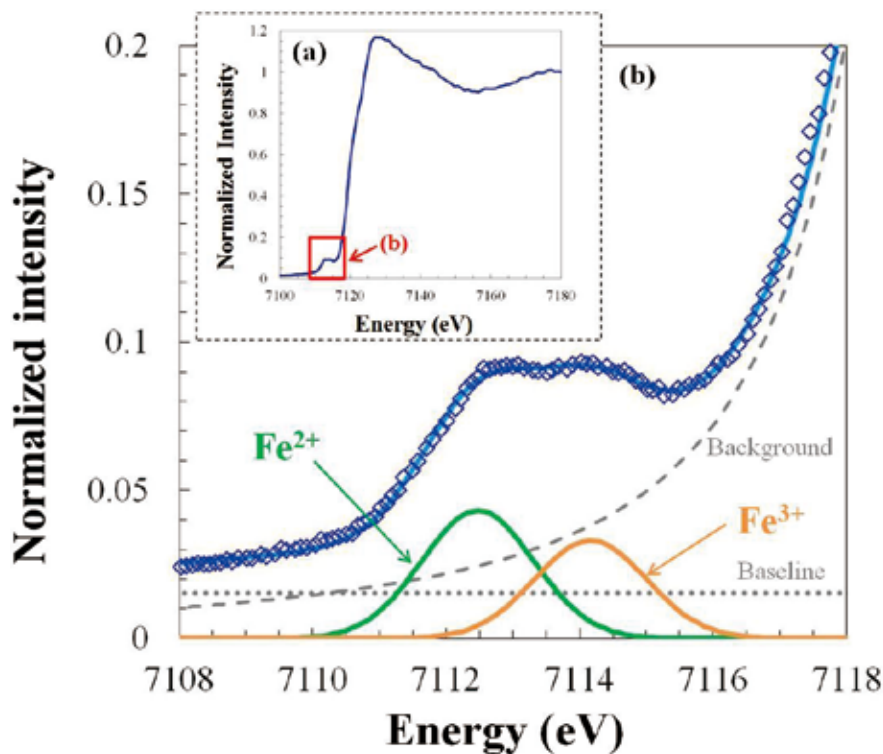 (a)
Normalized Intensity
1.2
1
0.8
0.6
0.4
0.2
0
(b)
7100
7120
7140
7160
7180
Energy (eV)
(b)
Normalized intensity
0.2
0.15
0.1
0.05
0
Fe²⁺
Background
Fe³⁺
Baseline
7108
7110
7112
7114
7116
7118
Energy (eV)